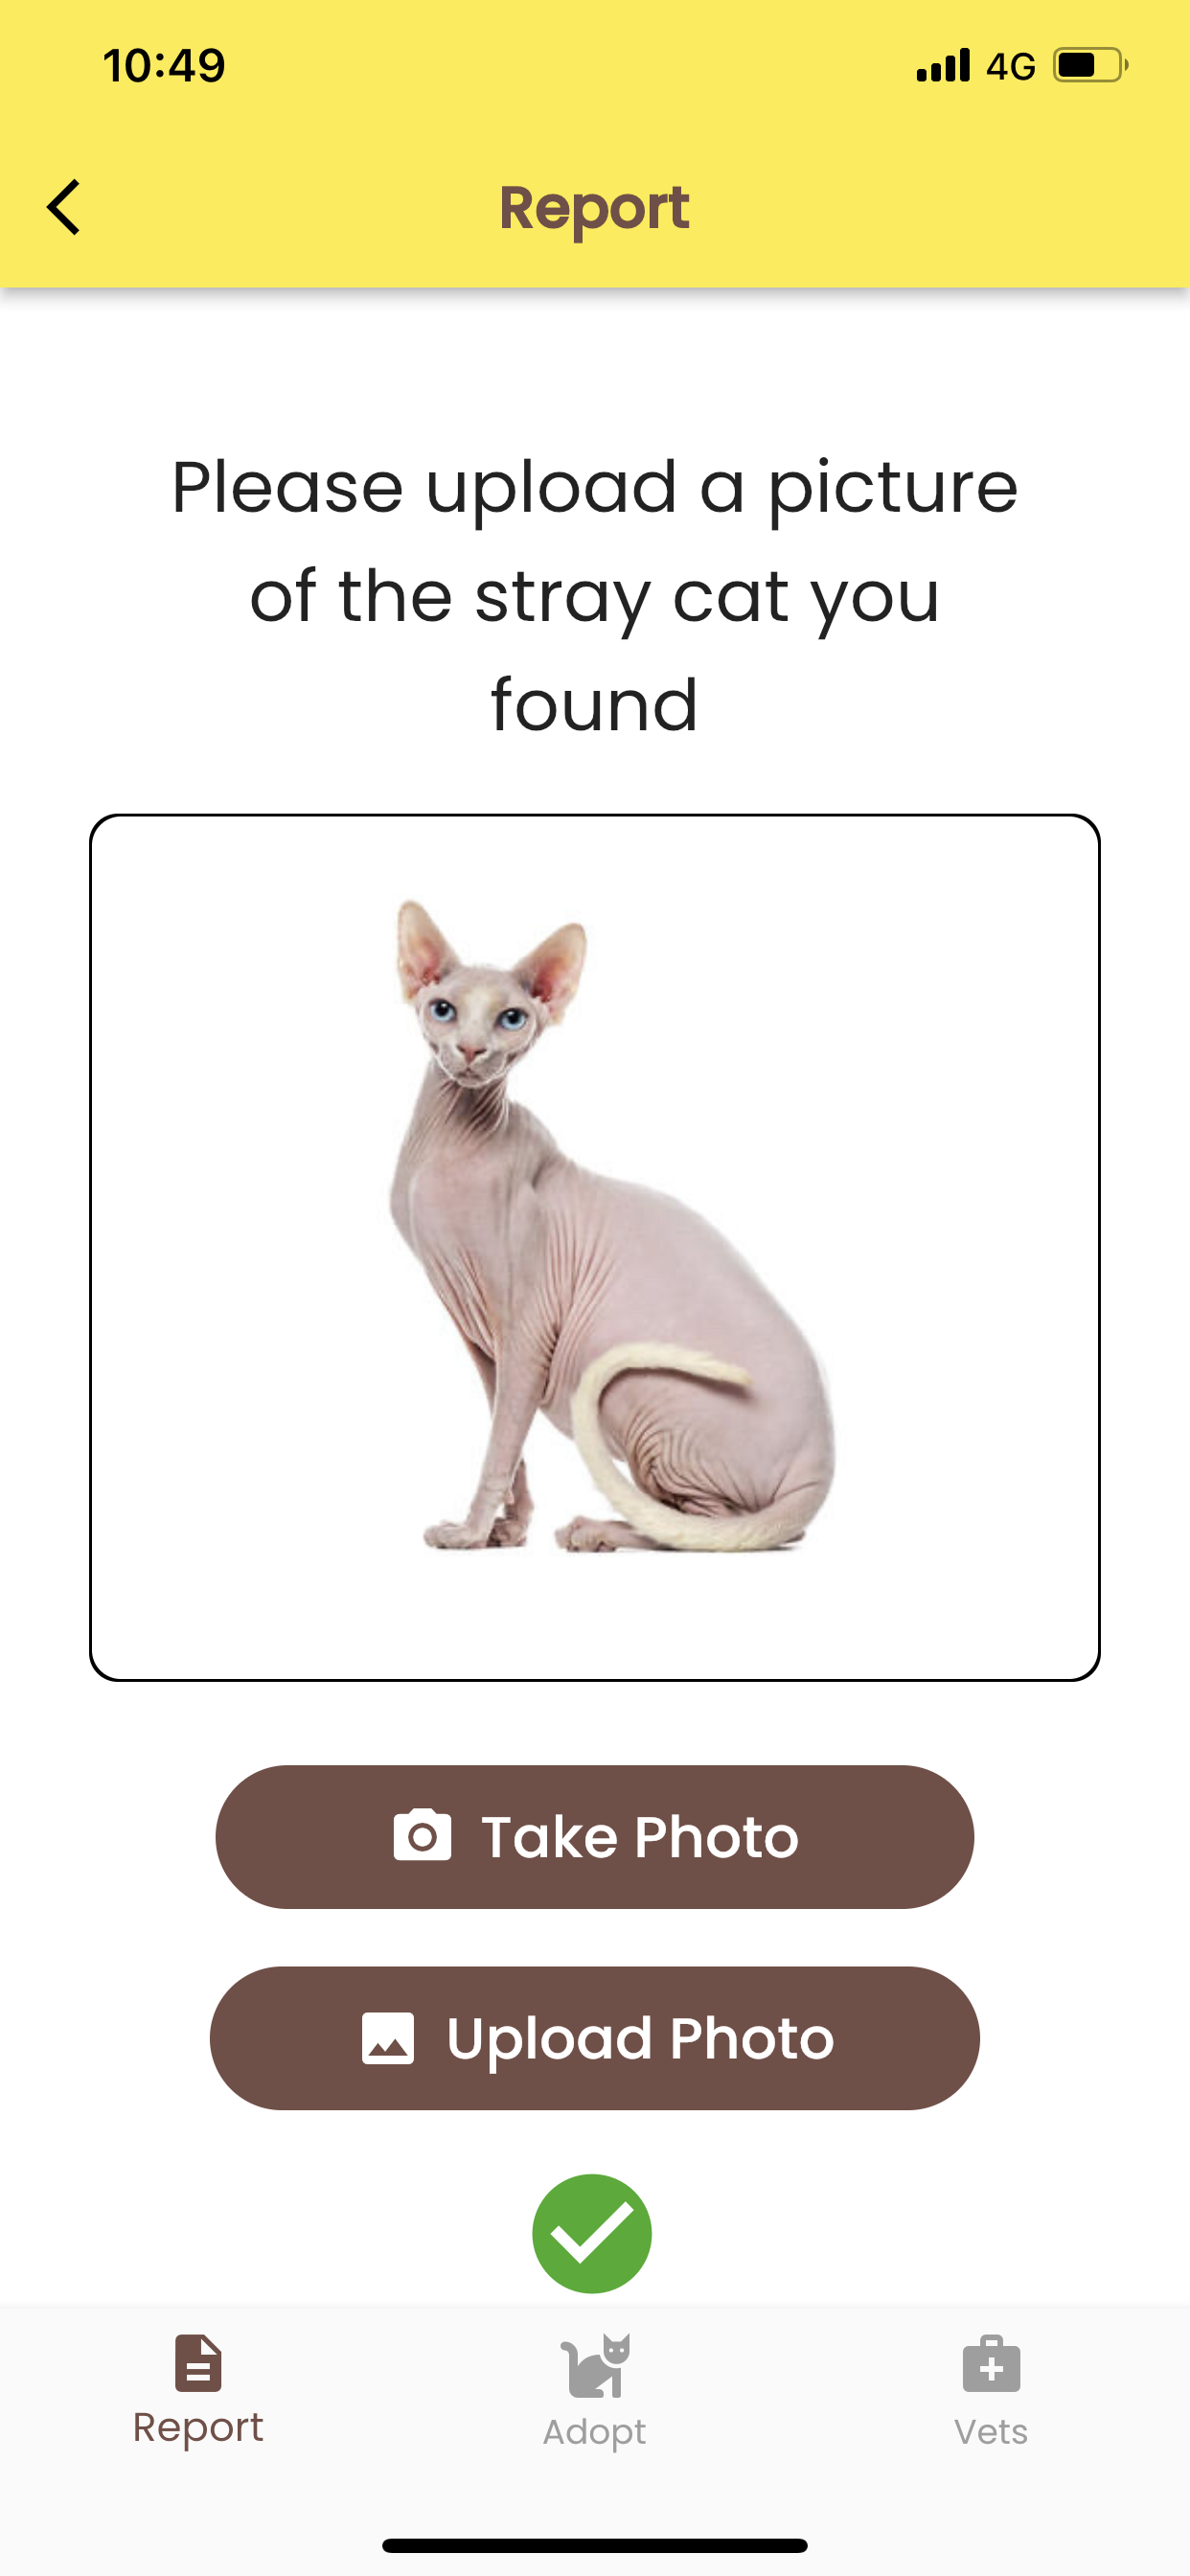 10:49
4G
Report
Please upload a picture
of the stray cat you
found
Take Photo
Upload Photo
Report
Adopt
Vets